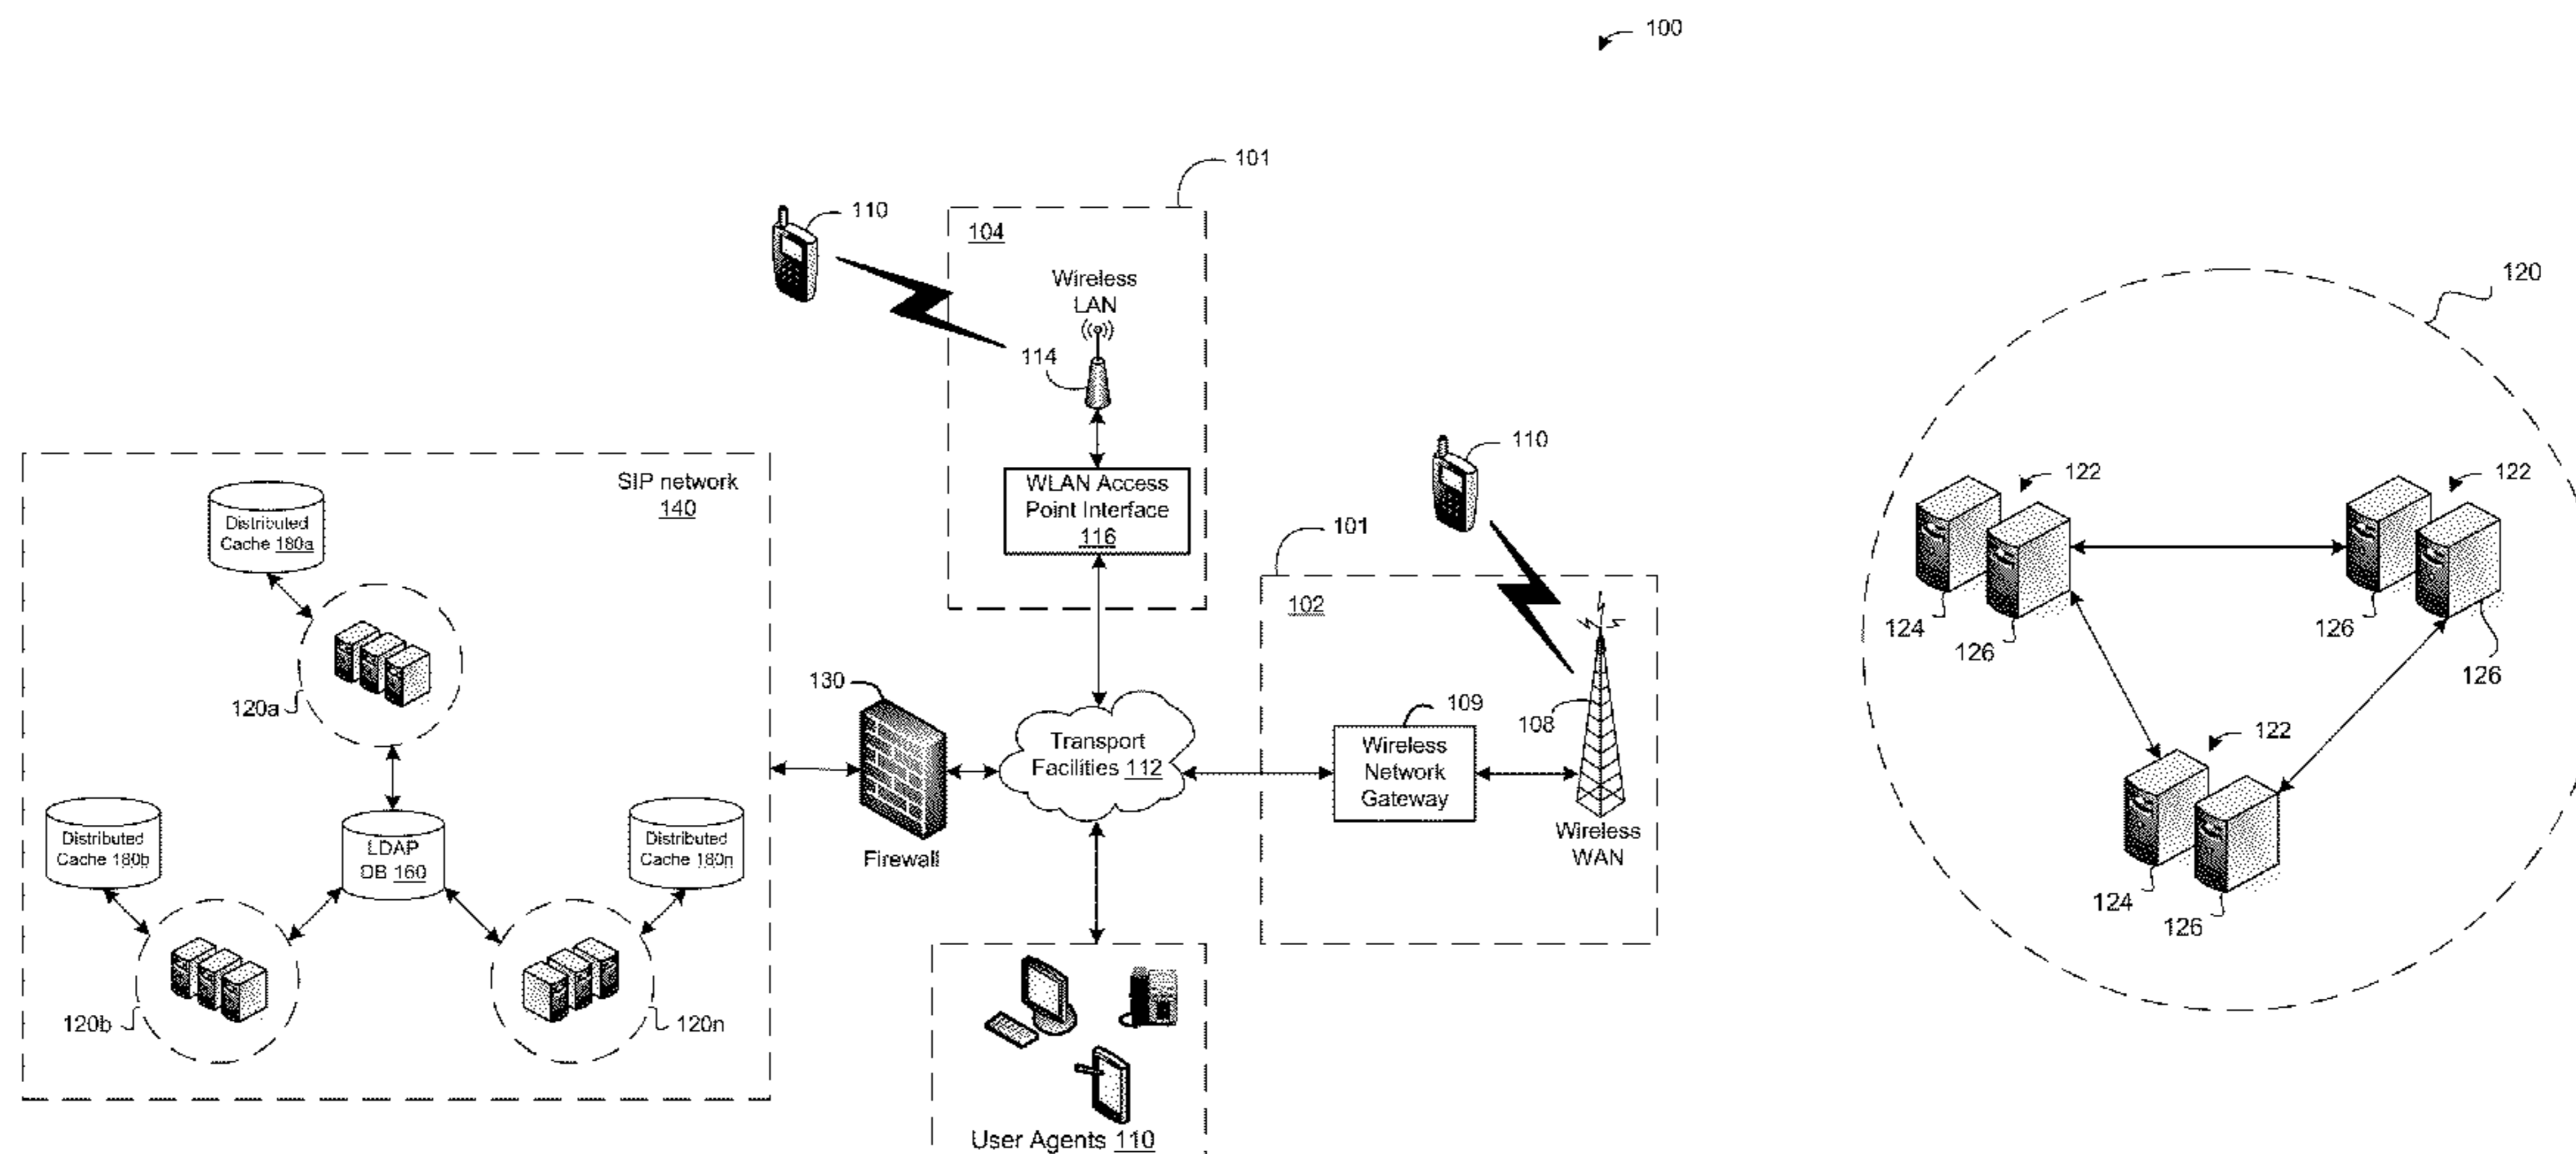 100
101
110
104
Wireless
LAN
114
WLAN Access
Point Interface
116
SIP network
140
Distributed
Cache 180a
120a
Distributed
Cache 180b
LDAP
DB 160
Distributed
Cache 180n
120b
120n
130
Firewall
Transport
Facilities 112
110
101
102
109
Wireless
Network
Gateway
108
Wireless
WAN
User Agents 110
120
122
122
124
126
126
126
122
124
126